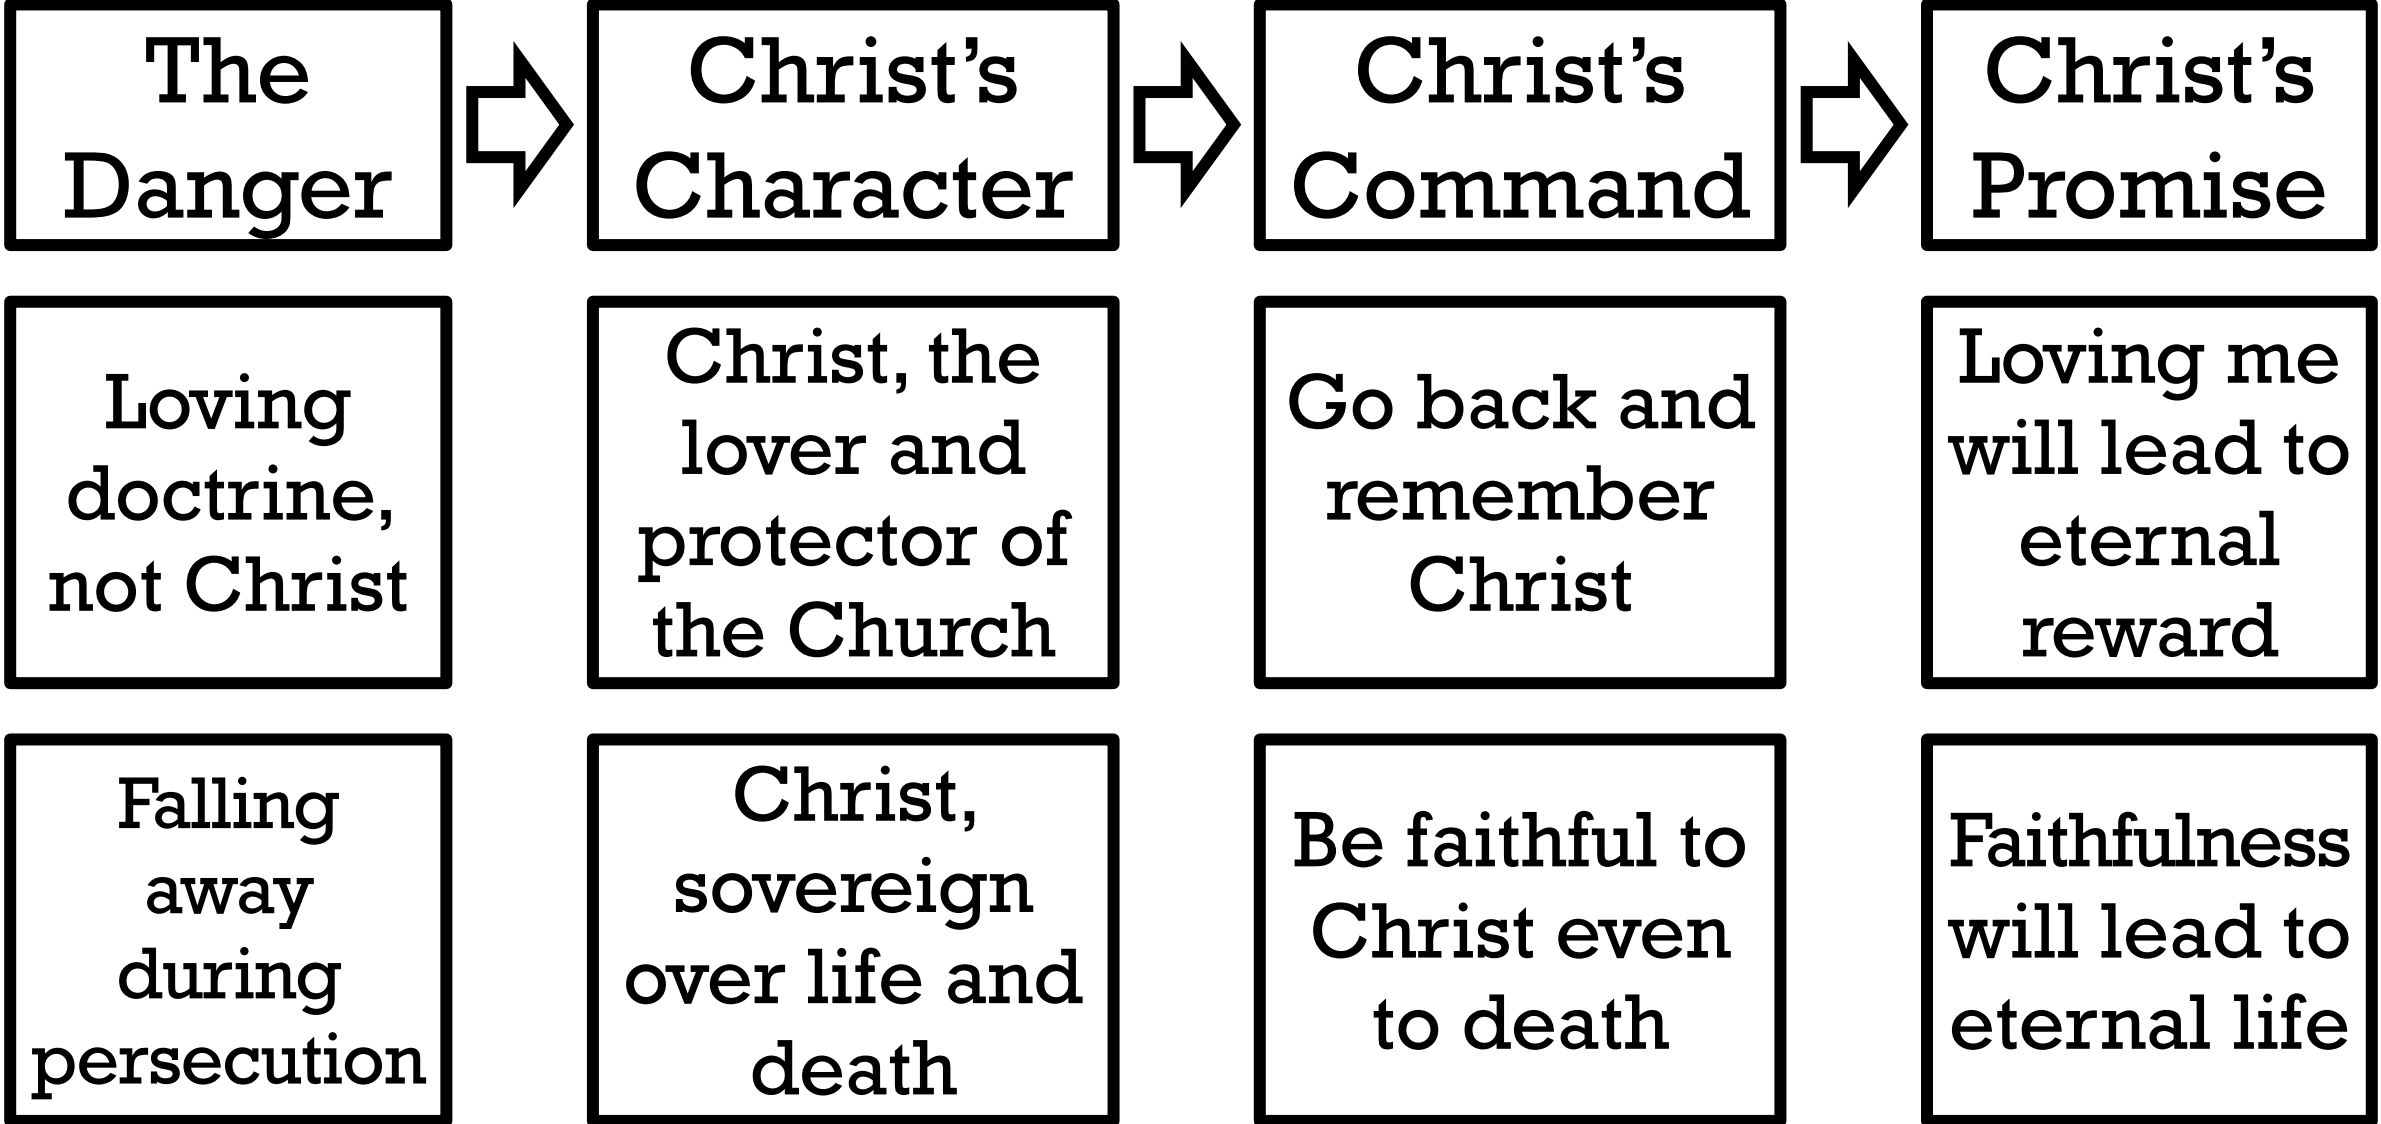 The
Danger
Christ’s
Character
Christ’s
Command
Christ’s
Promise
Loving
doctrine,
not Christ
Christ, the
lover and
protector of
the Church
Go back and
remember
Christ
Loving me
will lead to
eternal
reward
Falling
away
during
persecution
Christ,
sovereign
over life and
death
Be faithful to
Christ even
to death
Faithfulness
will lead to
eternal life